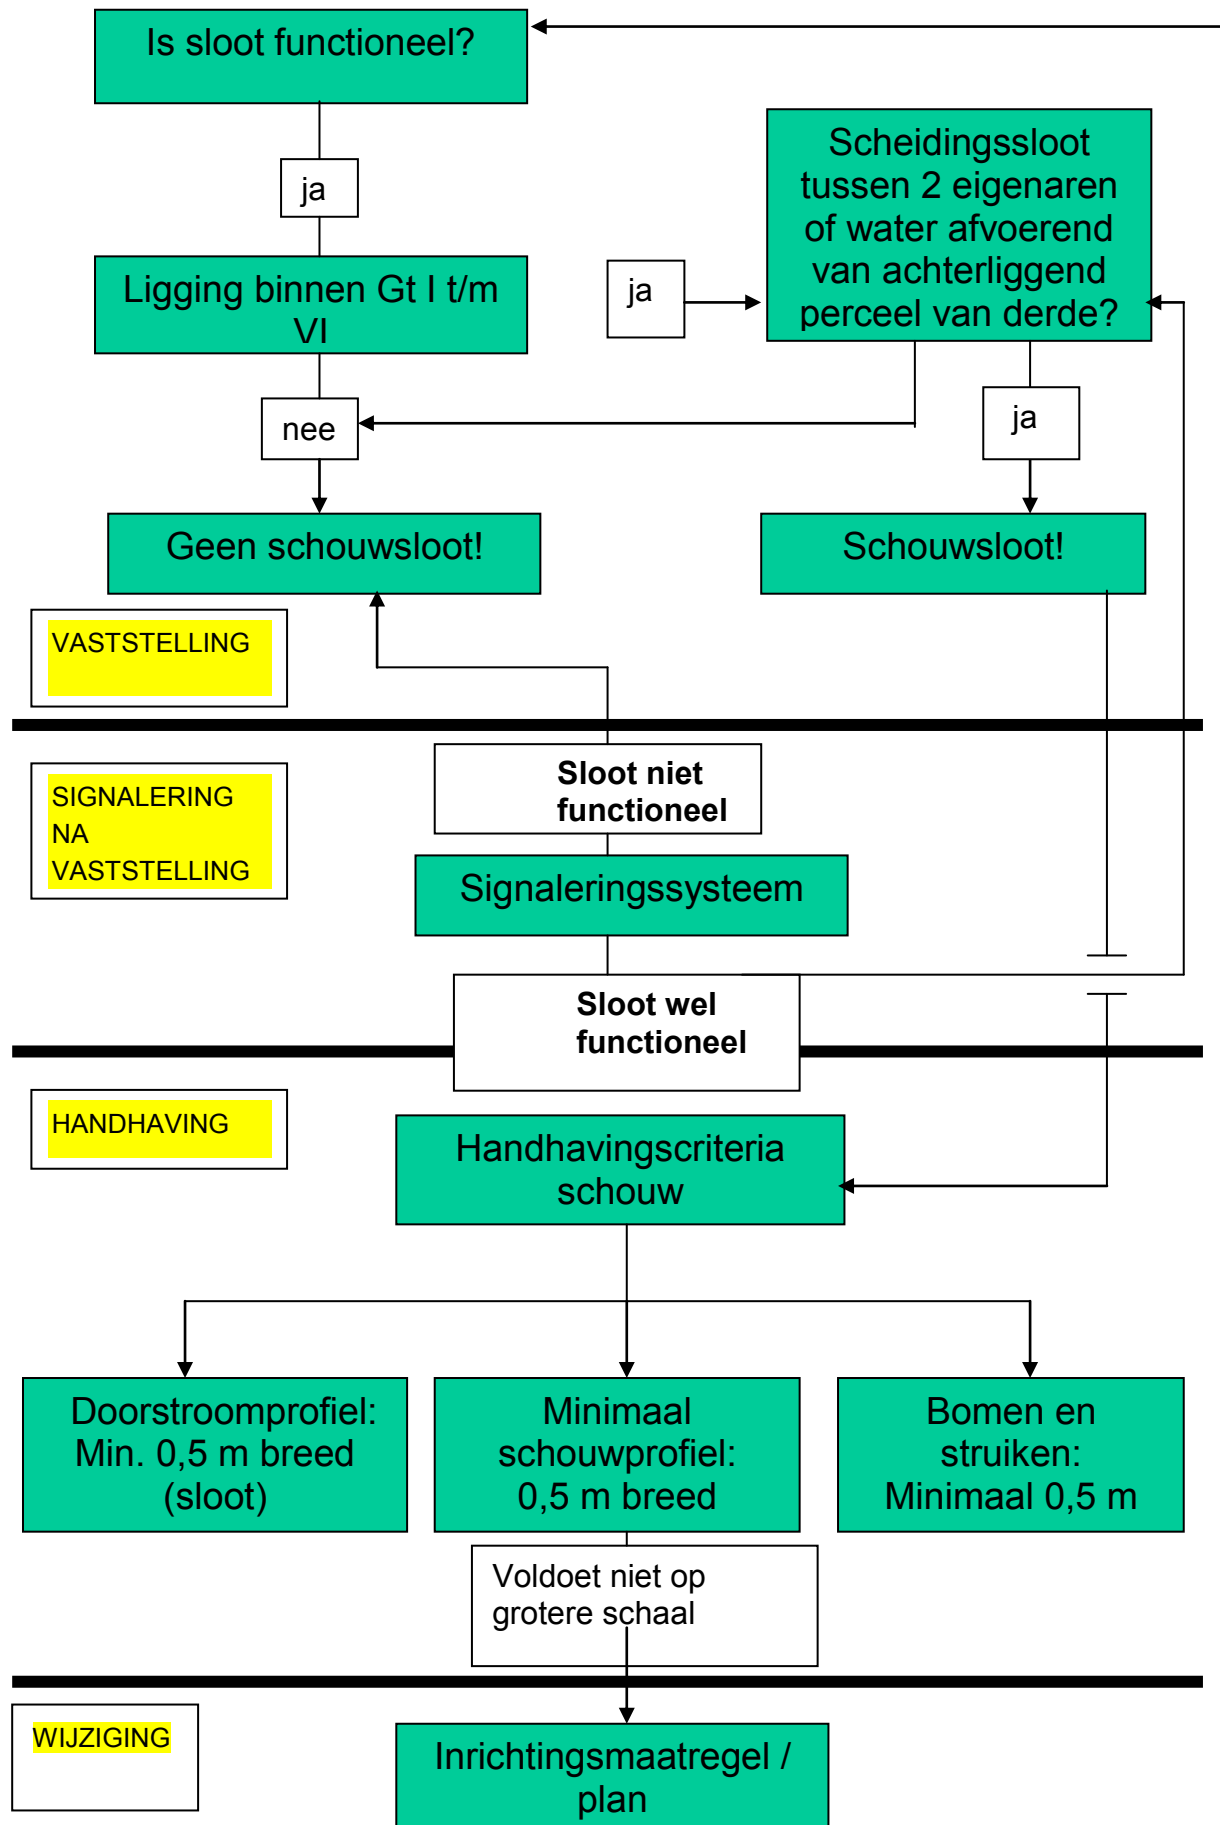 Is sloot functioneel?
ja
Scheidingssloot
tussen 2 eigenaren
of water afvoerend
van achterliggend
perceel van derde?
Ligging binnen Gt I t/m
VI
ja
nee
ja
Geen schouwsloot!
Schouwsloot!
VASTSTELLING
Sloot niet
functioneel
SIGNALERING
NA
VASTSTELLING
Signaleringssysteem
Sloot wel
functioneel
HANDHAVING
Handhavingscriteria
schouw
Doorstroomprofiel:
Min. 0,5 m breed
(sloot)
Minimaal
schouwprofiel:
0,5 m breed
Bomen en
struiken:
Minimaal 0,5 m
Voldoet niet op
grotere schaal
WIJZIGING
Inrichtingsmaatregel /
plan